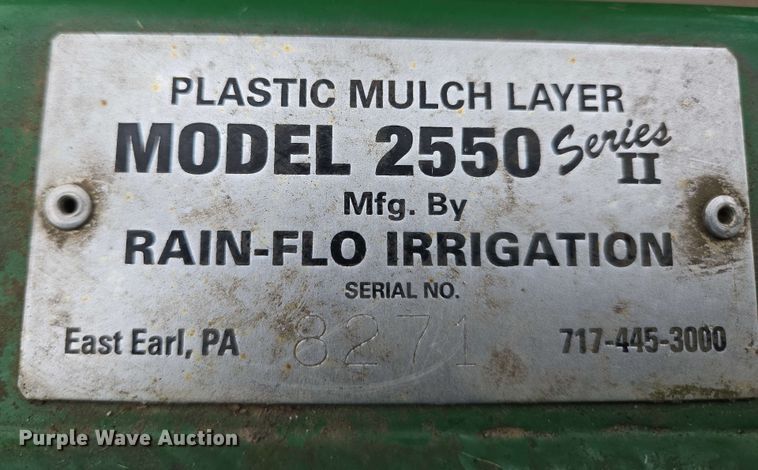 PLASTIC MULCH LAYER
MODEL 2550 Series II
Mfg. By
RAIN-FLO IRRIGATION
SERIAL NO.
East Earl, PA 8271 717-445-3000
Purple Wave Auction